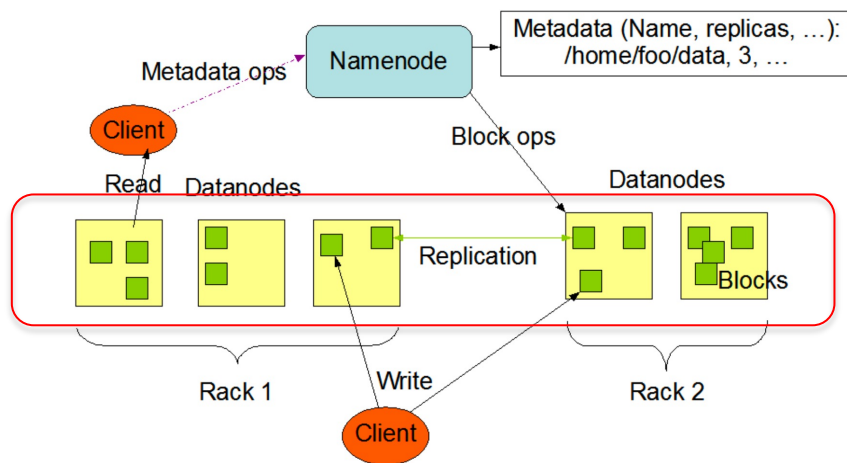 Metadata (Name, replicas, …):
/home/foo/data, 3, …
Namenode
Metadata ops
Client
Block ops
Read
Datanodes
Datanodes
Replication
Blocks
Rack 1
Write
Rack 2
Client